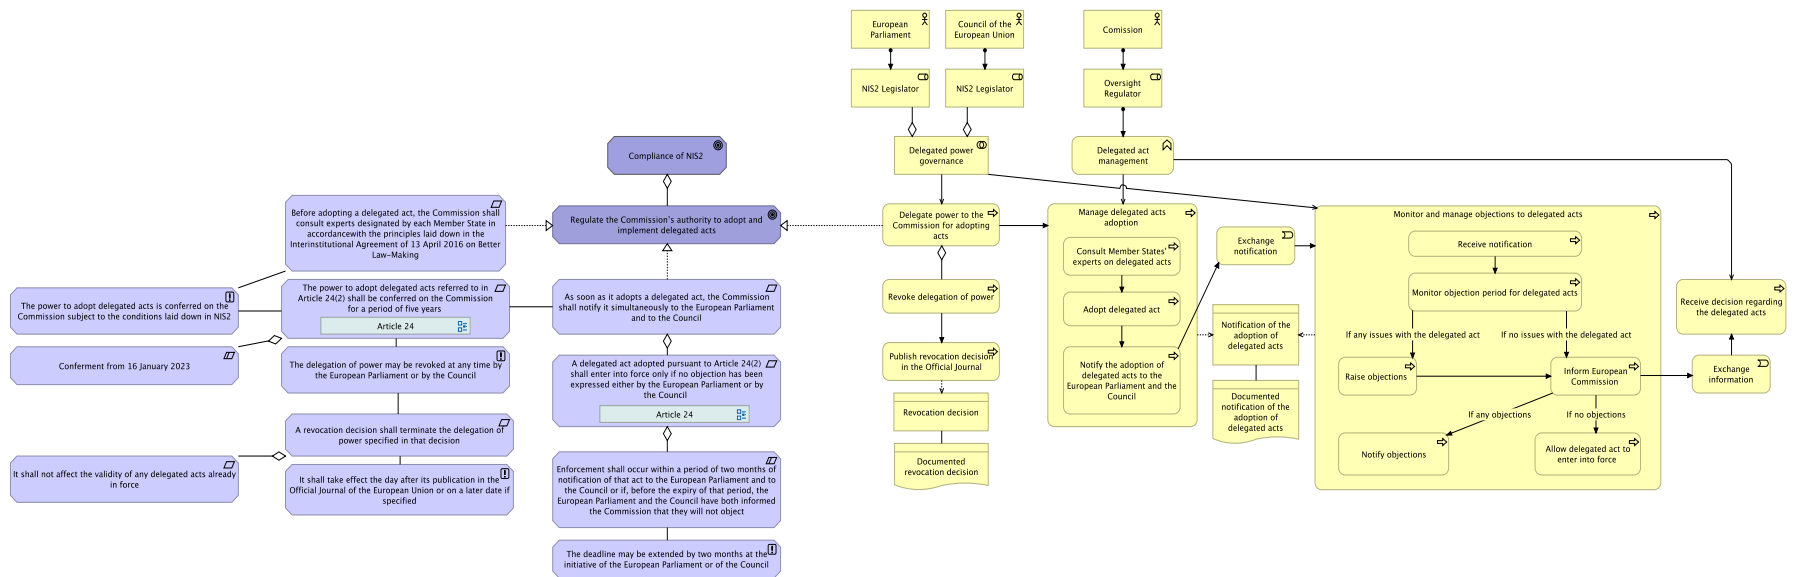 European
Parliament
Council of the
European Union
Comission
NIS2 Legislator
NIS2 Legislator
Oversight
Regulator
Compliance of NIS2
Delegated power
governance
Delegated act
management
Before adopting a delegated act, the Commission shall
consult experts designated by each Member State in
accordancewith the principles laid down in the
Interinstitutional Agreement of 13 April 2016 on Better
Law-Making
Regulate the Commission's authority to adopt and
implement delegated acts
Delegate power to the
Commission for adopting
acts
Manage delegated acts
adoption
Consult Member States'
experts on delegated acts
Adopt delegated act
Notify the adoption of
delegated acts to the
European Parliament and the
Council
Exchange
notification
Monitor and manage objections to delegated acts
Receive notification
Monitor objection period for delegated acts
If any issues with the delegated act
If no issues with the delegated act
Raise objections
Inform European
Commission
If any objections
If no objections
Notify objections
Allow delegated act to
enter into force
Receive decision regarding
the delegated acts
Exchange
information
The power to adopt delegated acts is conferred on the
Commission subject to the conditions laid down in NIS2
The power to adopt delegated acts referred to in
Article 24(2) shall be conferred on the Commission
for a period of five years
Article 24
As soon as it adopts a delegated act, the Commission
shall notify it simultaneously to the European Parliament
and to the Council
Revoke delegation of power
Notification of the
adoption of
delegated acts
Conferment from 16 January 2023
The delegation of power may be revoked at any time by
the European Parliament or by the Council
A delegated act adopted pursuant to Article 24(2)
shall enter into force only if no objection has been
expressed either by the European Parliament or by
the Council
Article 24
Publish revocation decision
in the Official Journal
Revocation decision
Documented
revocation decision
Documented
notification of the
adoption of
delegated acts
A revocation decision shall terminate the delegation of
power specified in that decision
It shall not affect the validity of any delegated acts already
in force
It shall take effect the day after its publication in the
Official Journal of the European Union or on a later date if
specified
Enforcement shall occur within a period of two months of
notification of that act to the European Parliament and to
the Council or if, before the expiry of that period, the
European Parliament and the Council have both informed
the Commission that they will not object
The deadline may be extended by two months at the
initiative of the European Parliament or of the Council